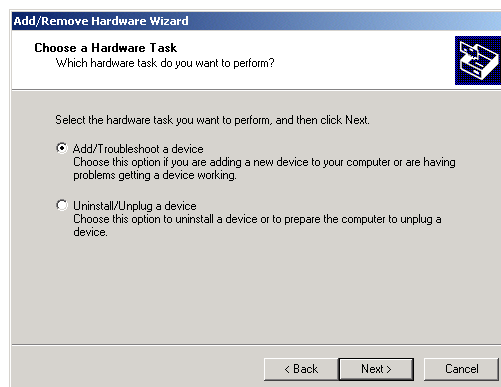 Add/Remove Hardware Wizard
Choose a Hardware Task
Which hardware task do you want to perform?
Select the hardware task you want to perform, and then click Next.
Add/Troubleshoot a device
Choose this option if you are adding a new device to your computer or are having
problems getting a device working.
Uninstall/Unplug a device
Choose this option to uninstall a device or to prepare the computer to unplug a
device.
< Back
Next >
Cancel